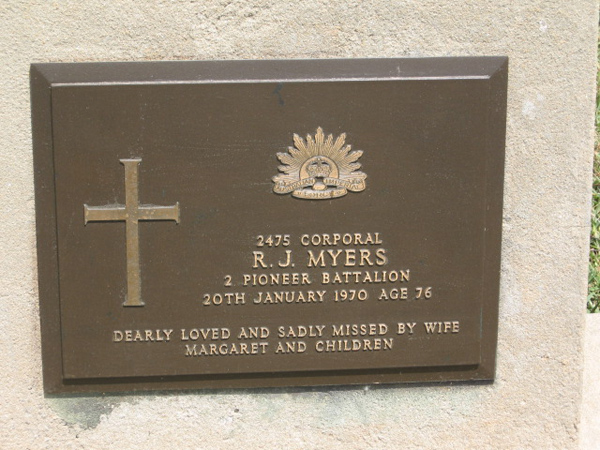 2475 CORPORAL
R. J. MYERS
2 PIONEER BATTALION
20TH JANUARY 1970 AGE 76
DEARLY LOVED AND SADLY MISSED BY WIFE
MARGARET AND CHILDREN